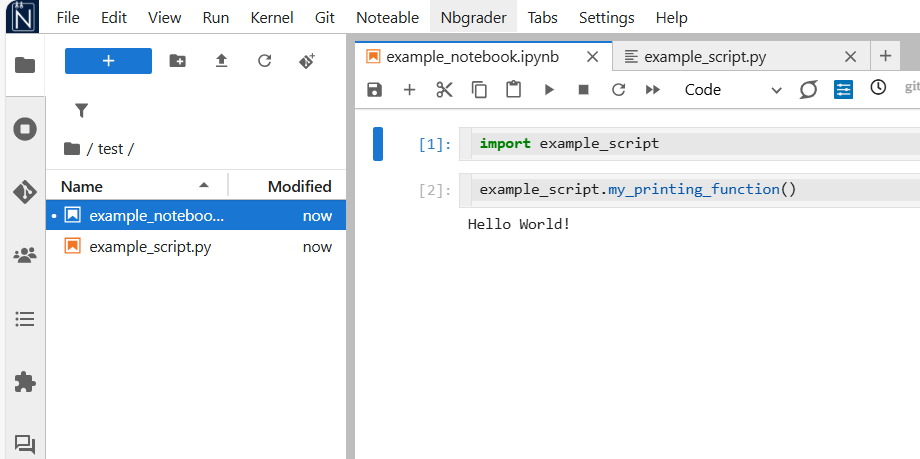 N File Edit View Run Kernel Git Noteable Nbgrader Tabs Settings Help
+
example_notebook.ipynb × example_script.py × +
+ Code git
/ test /
Name Modified
example_noteboo... now
example_script.py now
[1]: import example_script
[2]: example_script.my_printing_function()
Hello World!